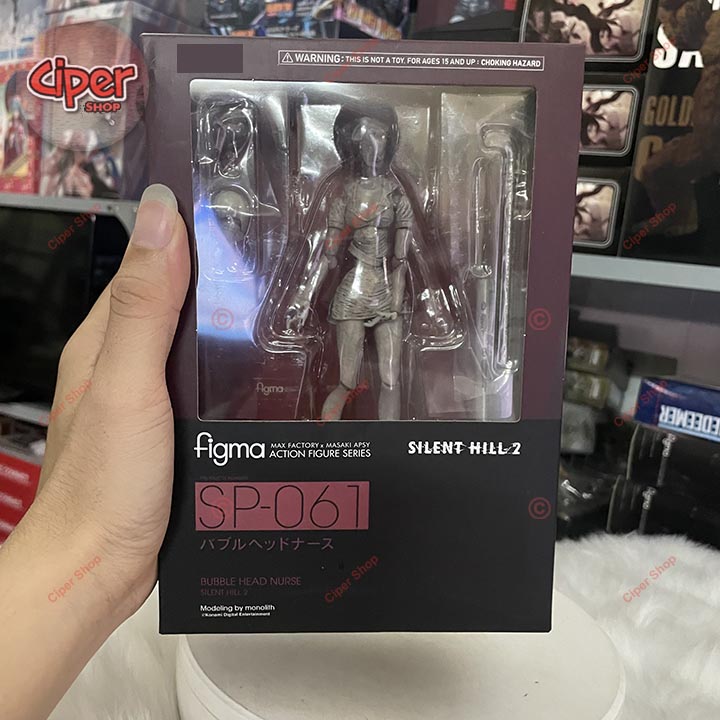 Ciper
SHOP
WARNING: THIS IS NOT A TOY. FOR AGES 15 AND UP : CHOKING HAZARD
GOLD
figma
figma MAX FACTORY x MASAKI APSY
ACTION FIGURE SERIES
SILENT HILL 2
SP-061
バブルヘッドナース
BUBBLE HEAD NURSE
SILENT HILL 2
Modeling by monolith
©Konami Digital Entertainment
EDEEMER
figma
Ciper Shop
Ciper Shop
Ciper Shop
Ciper Shop
Ciper Shop
Ciper Shop
Ciper Shop
©
©
©